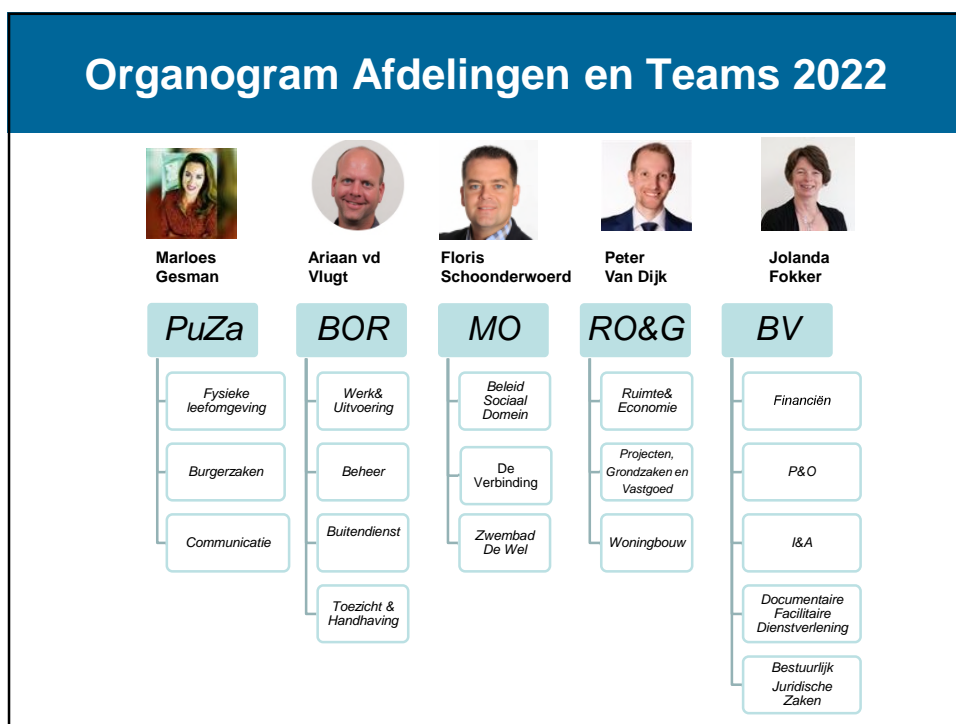 Organogram Afdelingen en Teams 2022
Marloes
Gesman
Ariaan vd
Vlugt
Floris
Schoonderwoerd
Peter
Van Dijk
Jolanda
Fokker
PuZa
BOR
MO
RO&G
BV
Fysieke
leefomgeving
Burgerzaken
Communicatie
Werk&
Uitvoering
Beheer
Buitendienst
Toezicht &
Handhaving
Beleid
Sociaal
Domein
De
Verbinding
Zwembad
De Wel
Ruimte&
Economie
Projecten,
Grondzaken en
Vastgoed
Woningbouw
Financiën
P&O
I&A
Documentaire
Facilitaire
Dienstverlening
Bestuurlijk
Juridische
Zaken